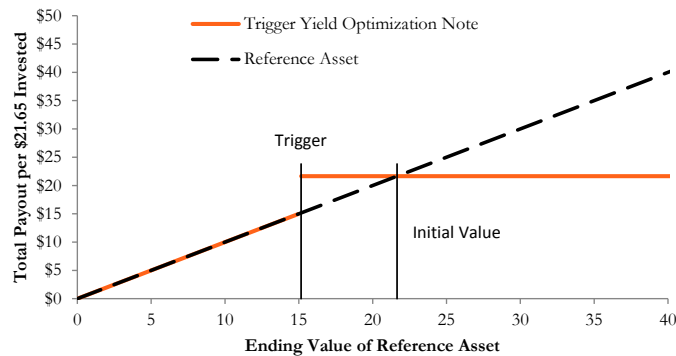 $50
$45
$40
$35
$30
$25
$20
$15
$10
$5
$0
Total Payout per $21.65 Invested
Trigger Yield Optimization Note
Reference Asset
Trigger
Initial Value
0 5 10 15 20 25 30 35 40
Ending Value of Reference Asset